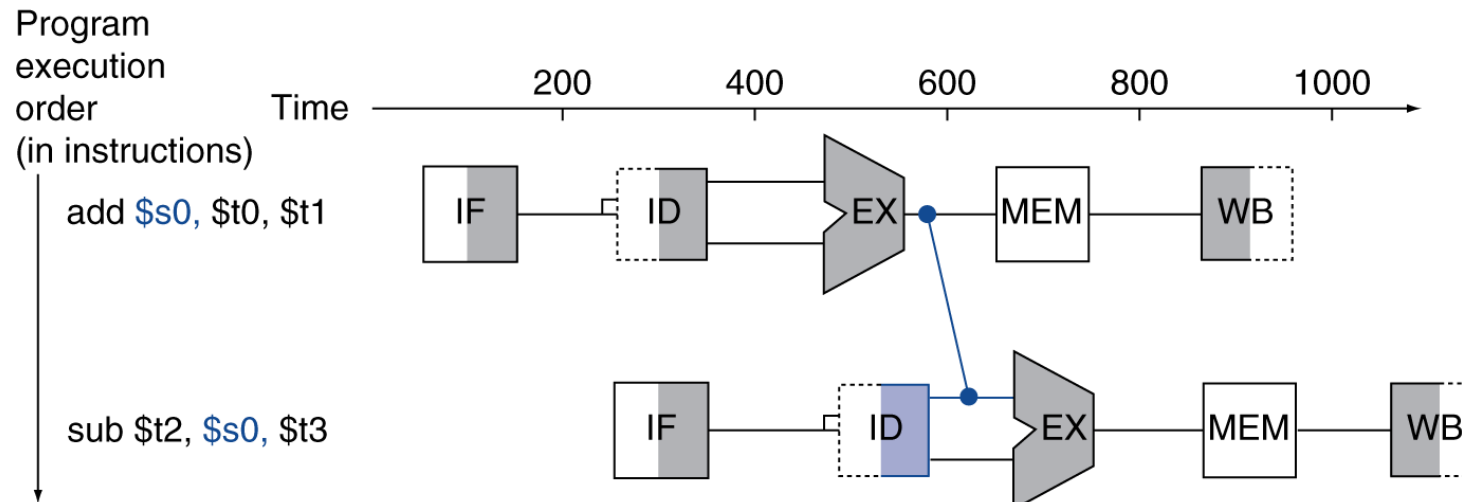 Program
execution
order
(in instructions)
Time
200 400 600 800 1000
add $s0, $t0, $t1
IF ID EX MEM WB
sub $t2, $s0, $t3
IF ID EX MEM WB